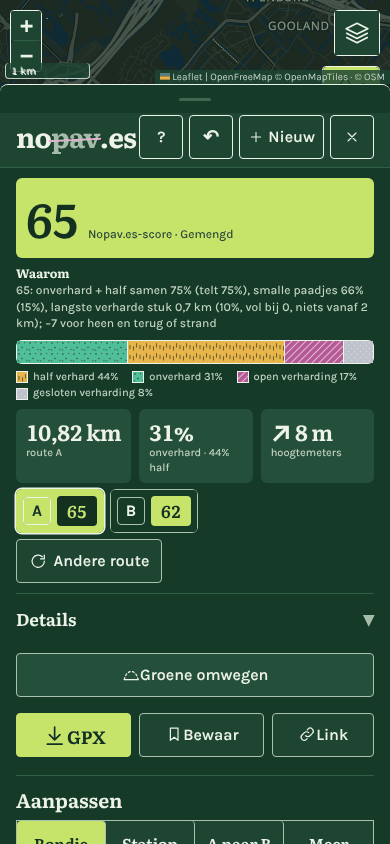 GOOLAND
+
−
1 km
Leaflet | OpenFreeMap © OpenMapTiles · © OSM
nopav.es
?
↶
+ Nieuw
×
65 Nopav.es-score · Gemengd
Waarom
65: onverhard + half samen 75% (telt 75%), smalle paadjes 66%
(15%), langste verharde stuk 0,7 km (10%, vol bij 0, niets vanaf 2
km); −7 voor heen en terug of strand
half verhard 44% onverhard 31% open verharding 17%
gesloten verharding 8%
10,82 km
route A
31%
onverhard · 44%
half
↗ 8 m
hoogtemeters
A 65 B 62
Andere route
Details ▼
Groene omwegen
GPX Bewaar Link
Aanpassen
Rondje Station A naar B Meer